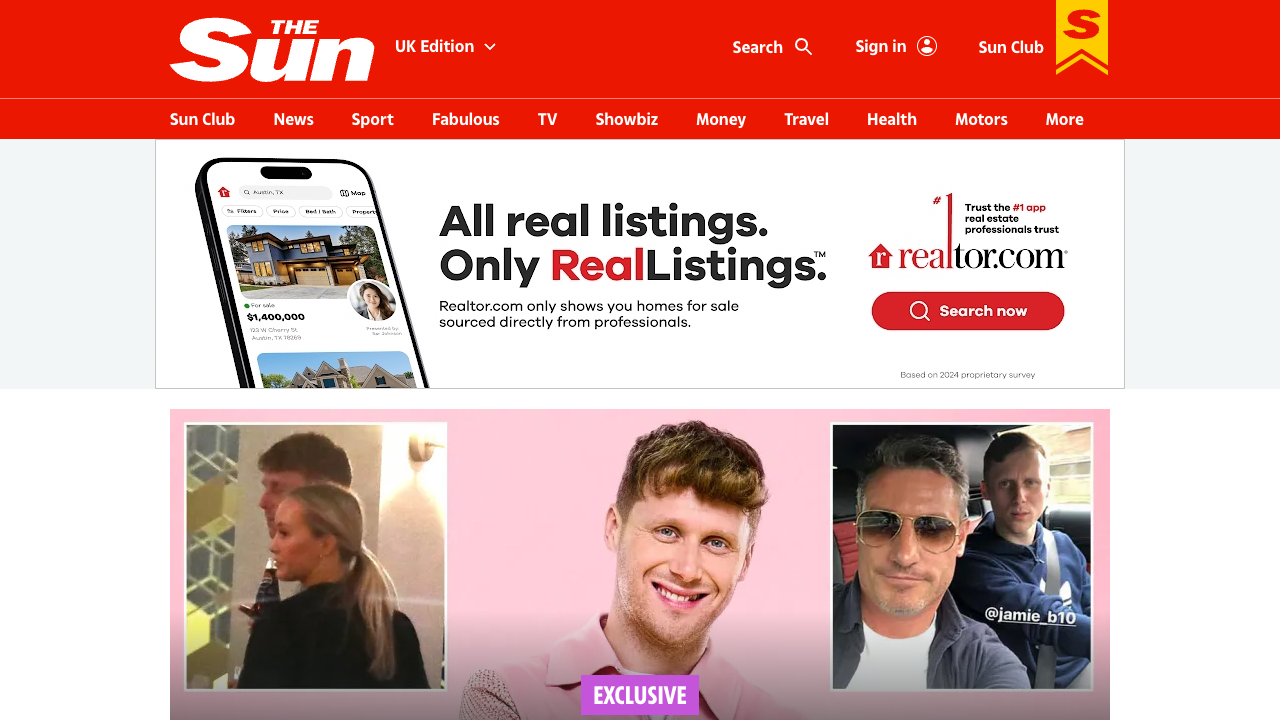 THE Sun
UK Edition
Search
Sign in
Sun Club
S
Sun Club News Sport Fabulous TV Showbiz Money Travel Health Motors More
Austin, TX
Map
Filters Price Bed / Bath Propert
For sale
$1,400,000
123 W Cherry St.
Austin, TX 78269
Presented by:
All real listings.
Only RealListings.™
Realtor.com only shows you homes for sale
sourced directly from professionals.
#1
Trust the #1 app
real estate
professionals trust
r realtor.com®
Search now
Based on 2024 proprietary survey
@jamie_b10
EXCLUSIVE